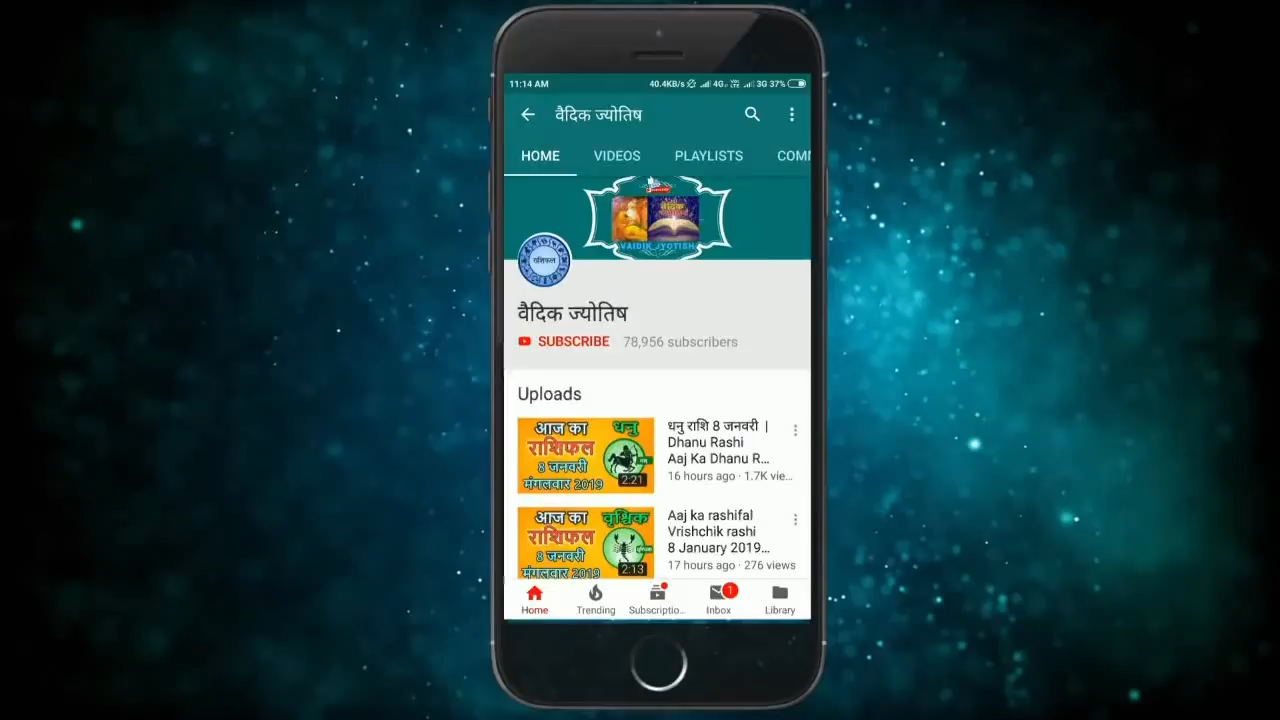 11:14 AM 40.4KB/s 4G 3G 37%
वैदिक ज्योतिष
HOME VIDEOS PLAYLISTS COMM
वैदिक
VAIDIK JYOTISH
राशिफल
वैदिक ज्योतिष
SUBSCRIBE 78,956 subscribers
Uploads
आज का धनु
राशिफल
8 जनवरी
मंगलवार 2019 2:21
धनु राशि 8 जनवरी |
Dhanu Rashi
Aaj Ka Dhanu R...
16 hours ago · 1.7K vie...
आज का वृश्चिक
राशिफल
8 जनवरी
मंगलवार 2019 2:13
Aaj ka rashifal
Vrishchik rashi
8 January 2019...
17 hours ago · 276 views
1
Home Trending Subscriptio... Inbox Library